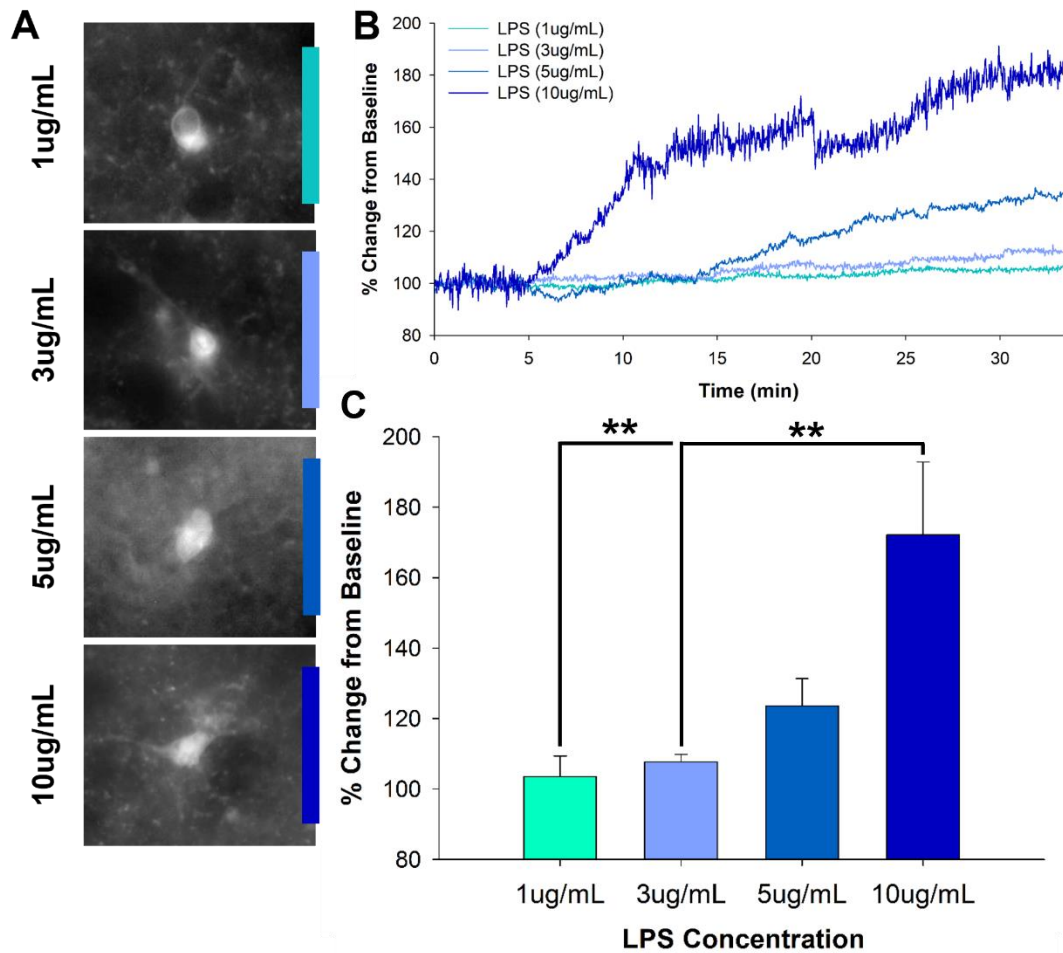 A
1ug/mL
3ug/mL
5ug/mL
10ug/mL
B
% Change from Baseline
200
180
160
140
120
100
80
LPS (1ug/mL)
LPS (3ug/mL)
LPS (5ug/mL)
LPS (10ug/mL)
0 5 10 15 20 25 30
Time (min)
C
% Change from Baseline
200
180
160
140
120
100
80
** **
1ug/mL 3ug/mL 5ug/mL 10ug/mL
LPS Concentration